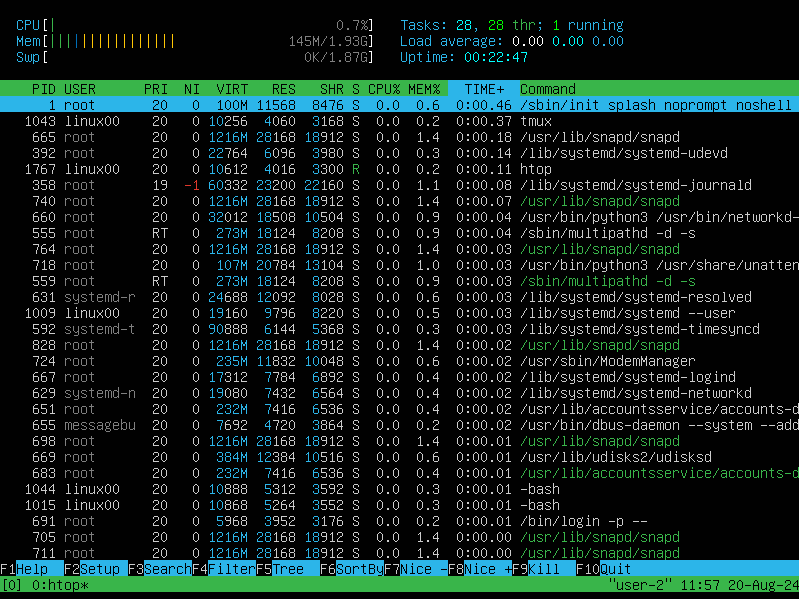 CPU[| 0.7%] Tasks: 28, 28 thr; 1 running
Mem[|||||||||||||||| 145M/1.93G] Load average: 0.00 0.00 0.00
Swp[ 0K/1.87G] Uptime: 00:22:47
PID USER PRI NI VIRT RES SHR S CPU% MEM% TIME+ Command
1 root 20 0 100M 11568 8476 S 0.0 0.6 0:00.46 /sbin/init splash noprompt noshell
1043 linux00 20 0 10256 4060 3168 S 0.0 0.2 0:00.37 tmux
665 root 20 0 1216M 28168 18912 S 0.0 1.4 0:00.18 /usr/lib/snapd/snapd
392 root 20 0 22764 6096 3980 S 0.0 0.3 0:00.14 /lib/systemd/systemd-udevd
1767 linux00 20 0 10612 4016 3300 R 0.0 0.2 0:00.11 htop
358 root 19 -1 60332 23200 22160 S 0.0 1.1 0:00.08 /lib/systemd/systemd-journald
740 root 20 0 1216M 28168 18912 S 0.0 1.4 0:00.07 /usr/lib/snapd/snapd
660 root 20 0 32012 18508 10504 S 0.0 0.9 0:00.04 /usr/bin/python3 /usr/bin/networkd-
555 root RT 0 273M 18124 8208 S 0.0 0.9 0:00.04 /sbin/multipathd -d -s
764 root 20 0 1216M 28168 18912 S 0.0 1.4 0:00.03 /usr/lib/snapd/snapd
718 root 20 0 107M 20784 13104 S 0.0 1.0 0:00.03 /usr/bin/python3 /usr/share/unatten
559 root RT 0 273M 18124 8208 S 0.0 0.9 0:00.03 /sbin/multipathd -d -s
631 systemd-r 20 0 24688 12092 8028 S 0.0 0.6 0:00.03 /lib/systemd/systemd-resolved
1009 linux00 20 0 19160 9796 8220 S 0.0 0.5 0:00.03 /lib/systemd/systemd --user
592 systemd-t 20 0 90888 6144 5368 S 0.0 0.3 0:00.03 /lib/systemd/systemd-timesyncd
828 root 20 0 1216M 28168 18912 S 0.0 1.4 0:00.02 /usr/lib/snapd/snapd
724 root 20 0 235M 11832 10048 S 0.0 0.6 0:00.02 /usr/sbin/ModemManager
667 root 20 0 17312 7784 6892 S 0.0 0.4 0:00.02 /lib/systemd/systemd-logind
629 systemd-n 20 0 19080 7432 6564 S 0.0 0.4 0:00.02 /lib/systemd/systemd-networkd
651 root 20 0 232M 7416 6536 S 0.0 0.4 0:00.02 /usr/lib/accountsservice/accounts-d
655 messagebu 20 0 7692 4720 3864 S 0.0 0.2 0:00.02 /usr/bin/dbus-daemon --system --add
698 root 20 0 1216M 28168 18912 S 0.0 1.4 0:00.01 /usr/lib/snapd/snapd
669 root 20 0 384M 12384 10516 S 0.0 0.6 0:00.01 /usr/lib/udisks2/udisksd
683 root 20 0 232M 7416 6536 S 0.0 0.4 0:00.01 /usr/lib/accountsservice/accounts-d
1044 linux00 20 0 10888 5312 3592 S 0.0 0.3 0:00.01 -bash
1015 linux00 20 0 10868 5264 3552 S 0.0 0.3 0:00.01 -bash
691 root 20 0 5968 3952 3176 S 0.0 0.2 0:00.01 /bin/login -p --
705 root 20 0 1216M 28168 18912 S 0.0 1.4 0:00.00 /usr/lib/snapd/snapd
711 root 20 0 1216M 28168 18912 S 0.0 1.4 0:00.00 /usr/lib/snapd/snapd
F1Help F2Setup F3SearchF4FilterF5Tree F6SortByF7Nice -F8Nice +F9Kill F10Quit
[0] 0:htop* "user-2" 11:57 20-Aug-24